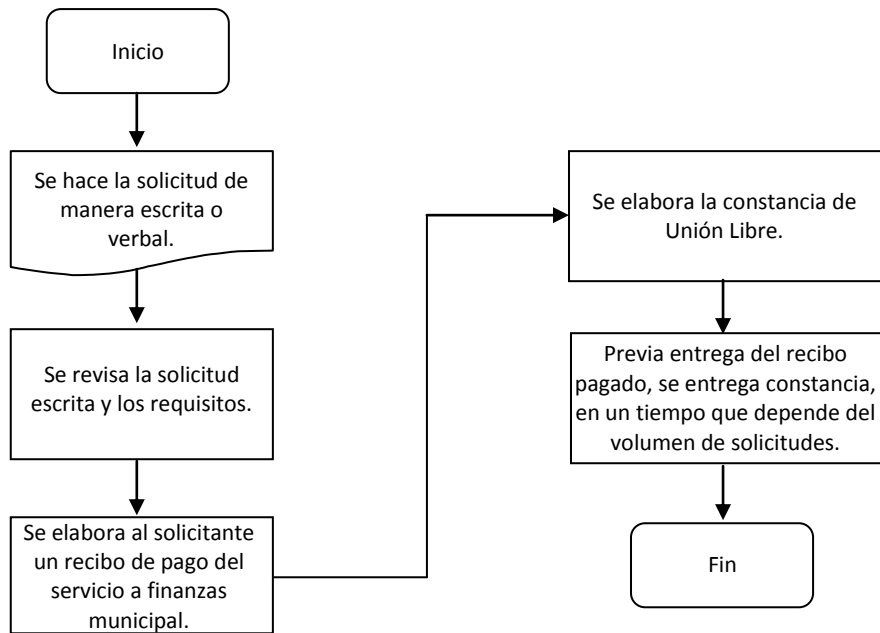 Inicio
Se hace la solicitud de
manera escrita o
verbal.
Se revisa la solicitud
escrita y los requisitos.
Se elabora al solicitante
un recibo de pago del
servicio a finanzas
municipal.
Se elabora la constancia de
Unión Libre.
Previa entrega del recibo
pagado, se entrega constancia,
en un tiempo que depende del
volumen de solicitudes.
Fin